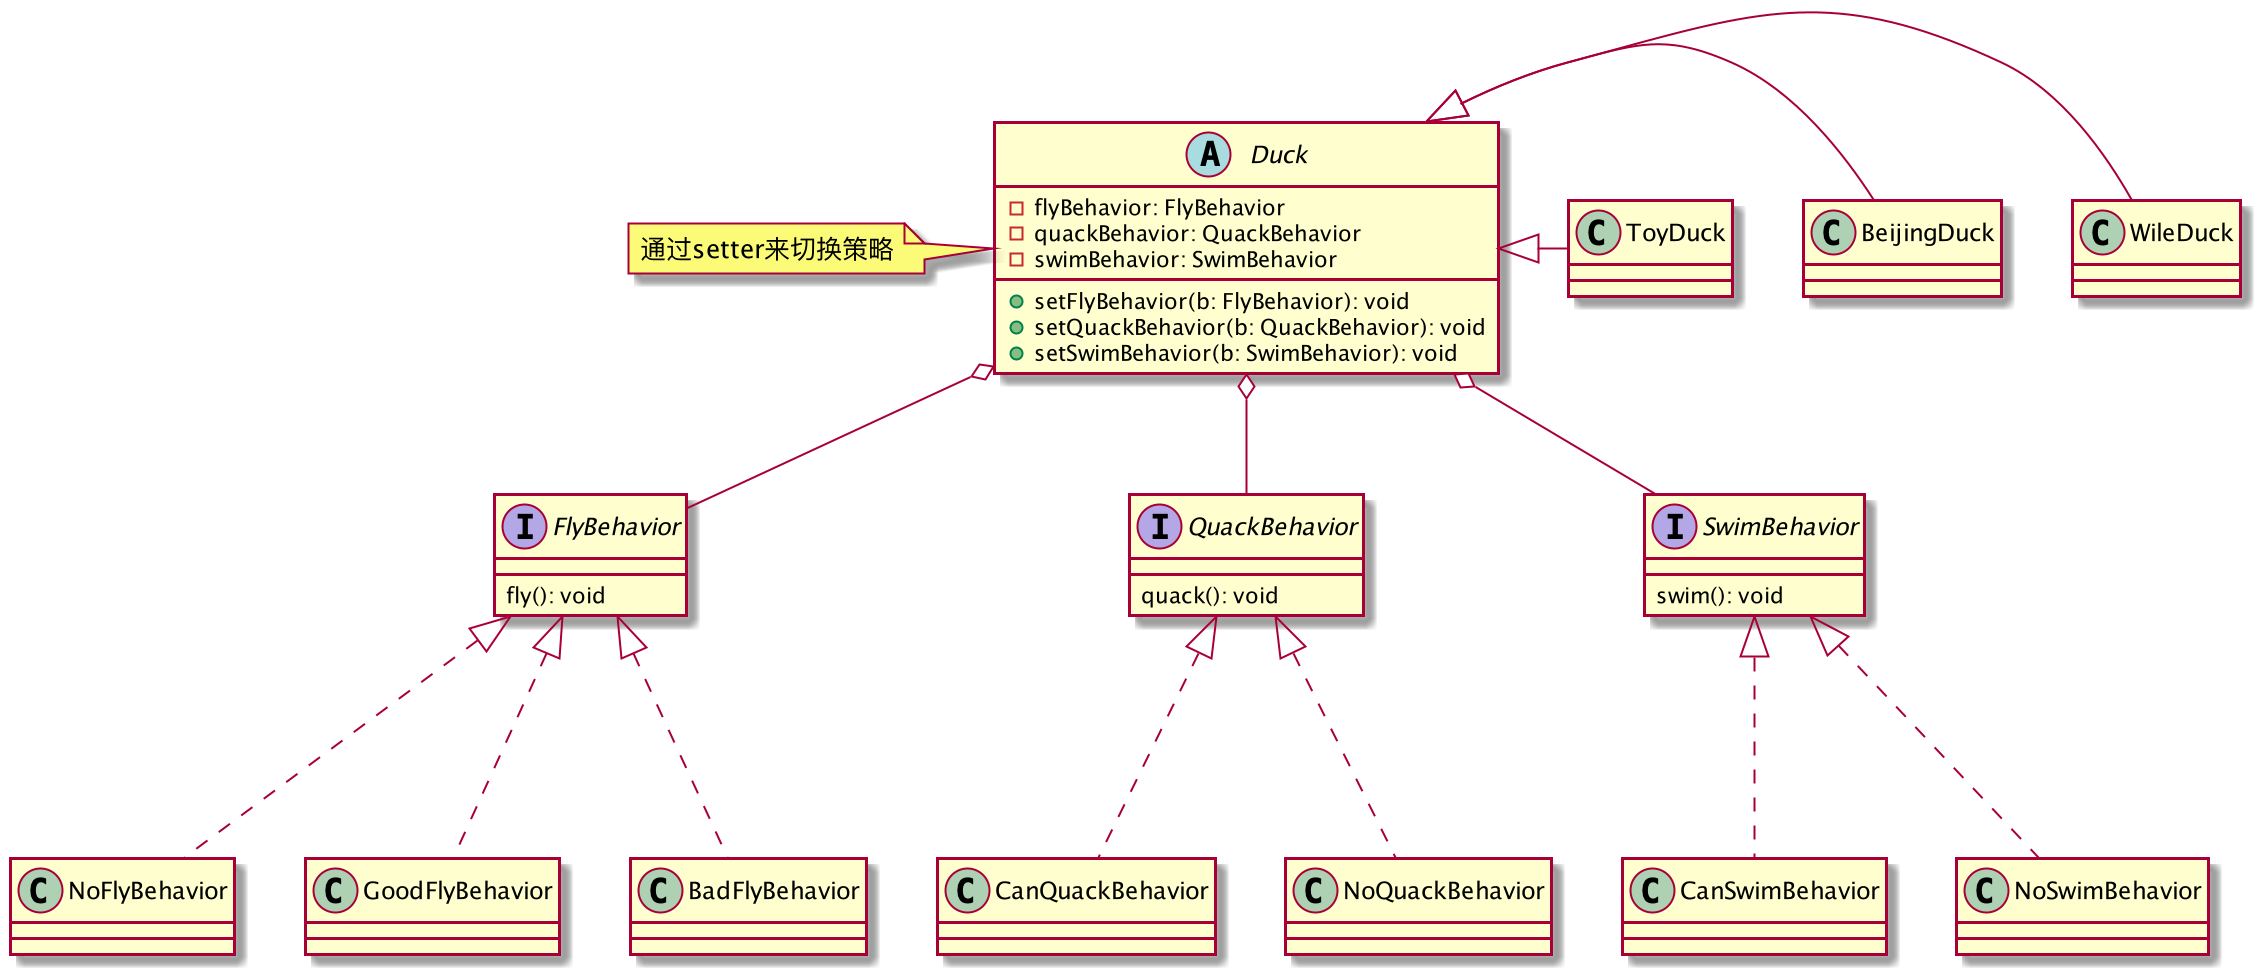 A Duck
flyBehavior: FlyBehavior
quackBehavior: QuackBehavior
swimBehavior: SwimBehavior
setFlyBehavior(b: FlyBehavior): void
setQuackBehavior(b: QuackBehavior): void
setSwimBehavior(b: SwimBehavior): void
通过setter来切换策略
C ToyDuck
C BeijingDuck
C WileDuck
I FlyBehavior
fly(): void
I QuackBehavior
quack(): void
I SwimBehavior
swim(): void
C NoFlyBehavior
C GoodFlyBehavior
C BadFlyBehavior
C CanQuackBehavior
C NoQuackBehavior
C CanSwimBehavior
C NoSwimBehavior